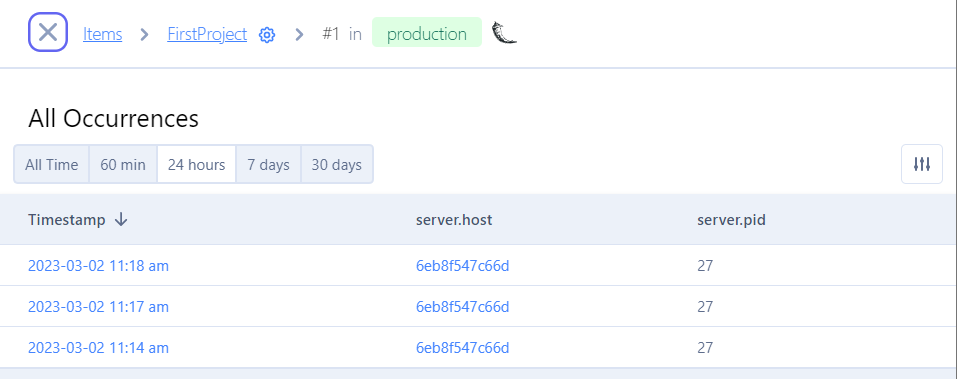 Items > FirstProject > #1 in production
All Occurrences
All Time 60 min 24 hours 7 days 30 days
Timestamp ↓ server.host server.pid
2023-03-02 11:18 am 6eb8f547c66d 27
2023-03-02 11:17 am 6eb8f547c66d 27
2023-03-02 11:14 am 6eb8f547c66d 27